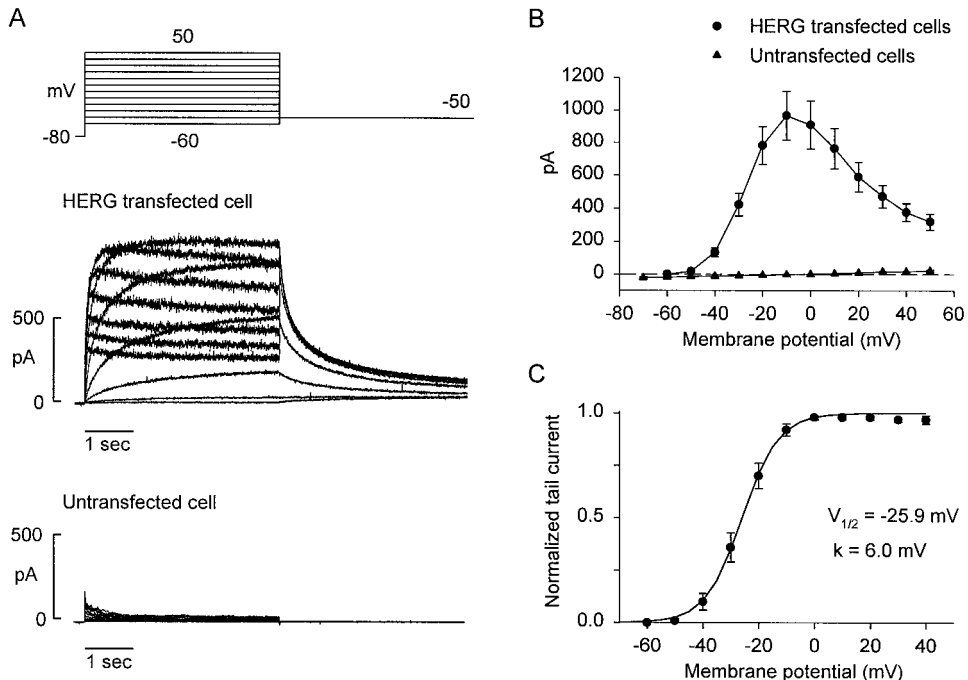 A
50
mV
-50
-80
-60
HERG transfected cell
500
pA
0
1 sec
Untransfected cell
500
pA
0
1 sec
B
HERG transfected cells
Untransfected cells
1200
1000
800
600
400
200
0
pA
-80 -60 -40 -20 0 20 40 60
Membrane potential (mV)
C
1.0
0.5
0.0
Normalized tail current
V1/2 = -25.9 mV
k = 6.0 mV
-60 -40 -20 0 20 40
Membrane potential (mV)